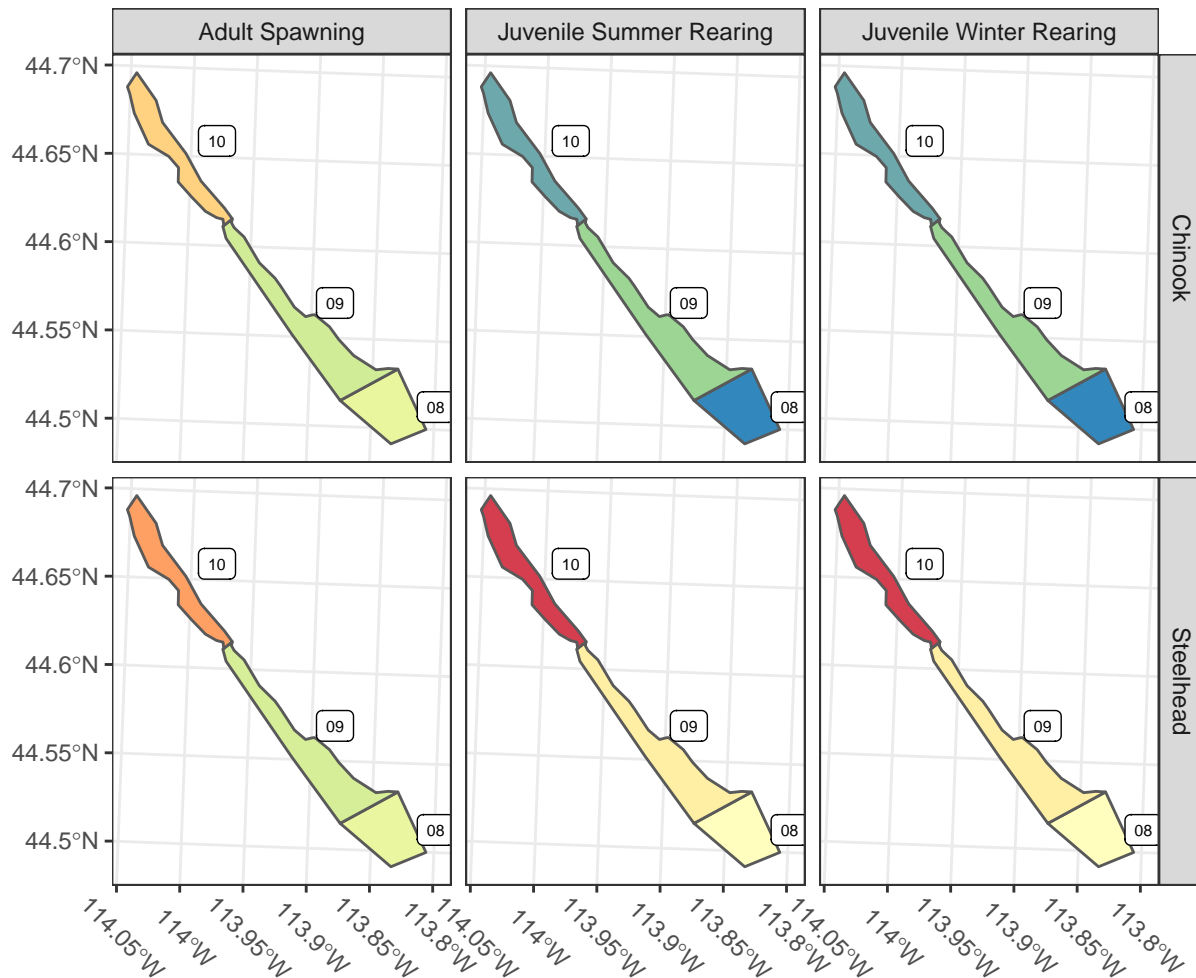 Adult Spawning
Juvenile Summer Rearing
Juvenile Winter Rearing
44.7°N
44.65°N
44.6°N
44.55°N
44.5°N
10
09
08
10
09
08
10
09
08
Chinook
44.7°N
44.65°N
44.6°N
44.55°N
44.5°N
10
09
08
10
09
08
10
09
08
Steelhead
114.05°W
114°W
113.95°W
113.9°W
113.85°W
113.8°W
114.05°W
114°W
113.95°W
113.9°W
113.85°W
113.8°W
114.05°W
114°W
113.95°W
113.9°W
113.85°W
113.8°W